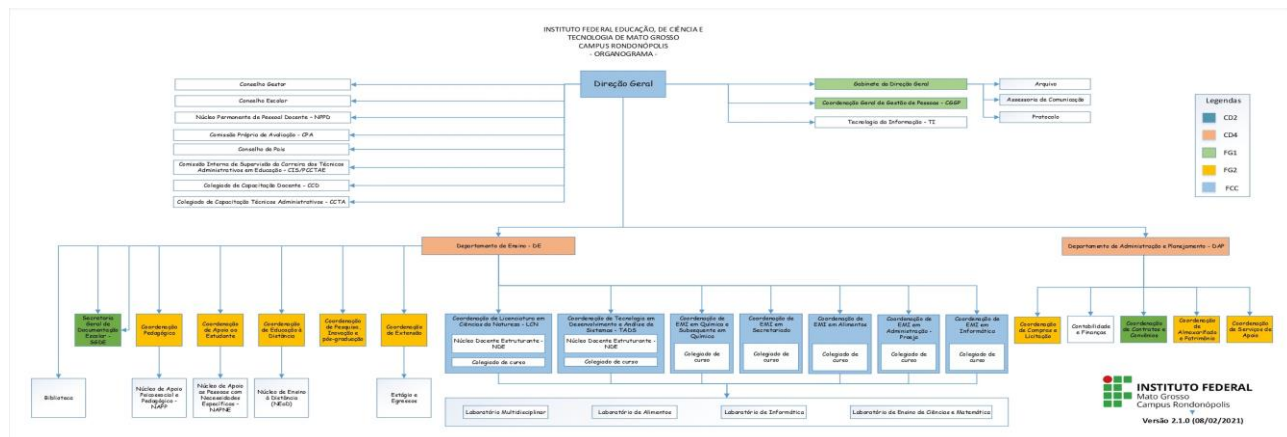 INSTITUTO FEDERAL EDUCAÇÃO, DE CIÊNCIA E
TECNOLOGIA DE MATO GROSSO
CAMPUS RONDONÓPOLIS
- ORGANOGRAMA -
Direção Geral
Conselho Gestor
Conselho Escolar
Núcleo Permanente de Pessoal Docente - NPPD
Comissão Própria de Avaliação - CPA
Conselho de Pais
Comissão Interna de Supervisão da Carreira dos Técnicos
Administrativos em Educação - CIS/PCCTAE
Colegiado de Capacitação Docente - CCD
Colegiado de Capacitação Técnicos Administrativos - CCTA
Gabinete da Direção Geral
Coordenação Geral de Gestão de Pessoas - CGGP
Tecnologia da Informação - TI
Arquivo
Assessoria de Comunicação
Protocolo
Legendas
CD2
CD4
FG1
FG2
FCC
Departamento de Ensino - DE
Departamento de Administração e Planejamento - DAP
Secretaria
Geral de
Documentação
Escolar - SGDE
Coordenação
Pedagógica
Coordenação
de Apoio ao
Estudante
Coordenação
de Educação à
Distância
Coordenação
de Pesquisa,
Inovação e
pós-graduação
Coordenação
de Extensão
Biblioteca
Núcleo de Apoio
Psicossocial e
Pedagógico -
NAPP
Núcleo de Apoio
as Pessoas com
Necessidades
Específicas -
NAPNE
Núcleo de Ensino
à Distância
(NEaD)
Estágio e
Egressos
Coordenação de Licenciatura em
Ciências da Natureza - LCN
Núcleo Docente Estruturante -
NDE
Colegiado de curso
Coordenação de Tecnologia em
Desenvolvimento e Análise de
Sistemas - TADS
Núcleo Docente Estruturante -
NDE
Colegiado de curso
Coordenação de
EMI em Química e
Subsequente em
Química
Colegiado de
curso
Coordenação de
EMI em
Secretariado
Colegiado de
curso
Coordenação de
EMI em Alimentos
Colegiado de
curso
Coordenação de
EMI em
Administração -
Proeja
Colegiado de
curso
Coordenação de
EMI em
Informática
Colegiado de
curso
Laboratório Multidisciplinar
Laboratório de Alimentos
Laboratório de Informática
Laboratório de Ensino de Ciências e Matemática
Coordenação
de Compras e
Licitação
Contabilidade
e Finanças
Coordenação
de Contratos e
Convênios
Coordenação
de
Almoxarifado
e Patrimônio
Coordenação
de Serviços de
Apoio
INSTITUTO FEDERAL
Mato Grosso
Campus Rondonópolis
Versão 2.1.0 (08/02/2021)